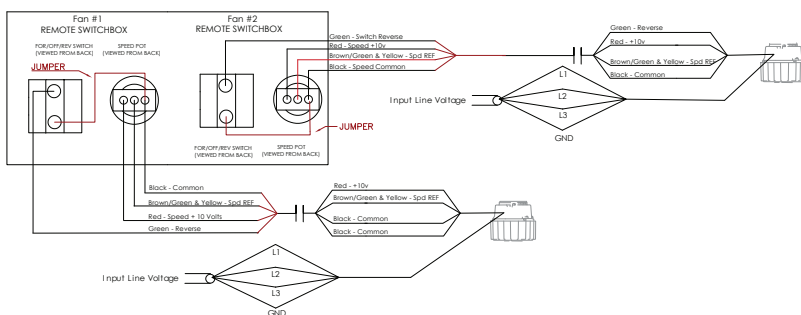 Fan #1
REMOTE SWITCHBOX
FOR/OFF/REV SWITCH
(VIEWED FROM BACK)
SPEED POT
(VIEWED FROM BACK)
JUMPER
Fan #2
REMOTE SWITCHBOX
FOR/OFF/REV SWITCH
(VIEWED FROM BACK)
SPEED POT
(VIEWED FROM BACK)
JUMPER
Green - Switch Reverse
Red - Speed +10v
Brown/Green & Yellow - Spd REF
Black - Speed Common
Green - Reverse
Red - +10v
Brown/Green & Yellow - Spd REF
Black - Common
Input Line Voltage
L1
L2
L3
GND
Black - Common
Brown/Green & Yellow - Spd REF
Red - Speed + 10 Volts
Green - Reverse
Red - +10v
Brown/Green & Yellow - Spd REF
Black - Common
Black - Common
Input Line Voltage
L1
L2
L3
GND